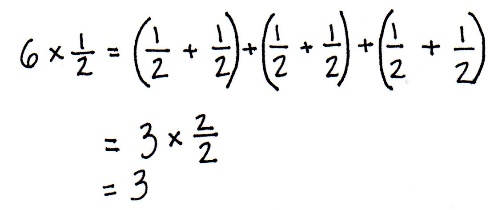 6 × 1/2 = (1/2 + 1/2) + (1/2 + 1/2) + (1/2 + 1/2)
= 3 × 2/2
= 3